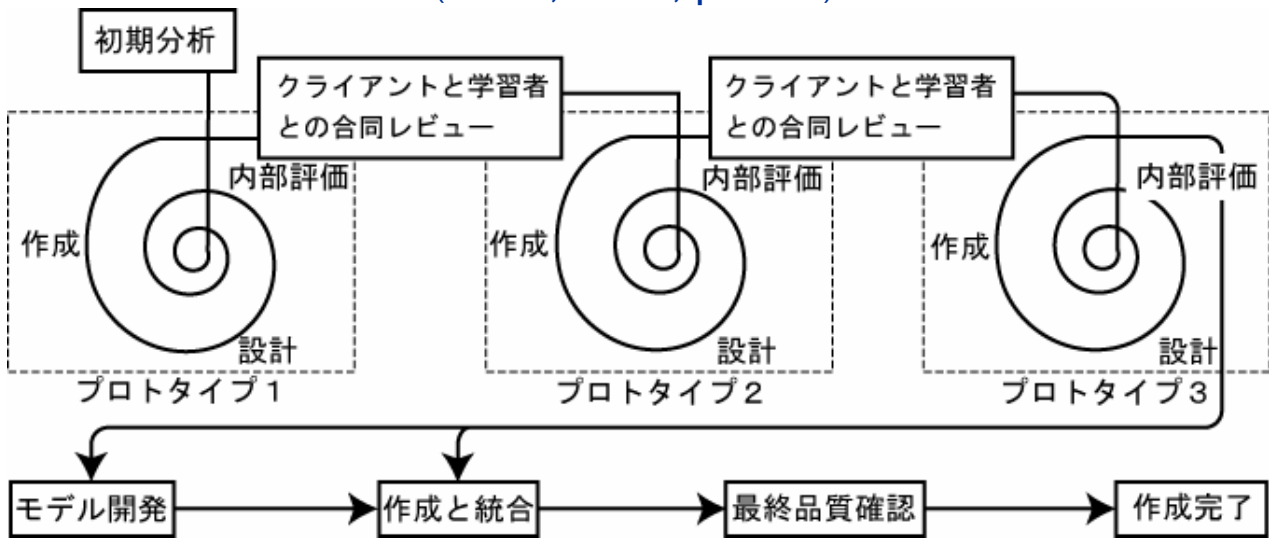 初期分析
クライアントと学習者
との合同レビュー
クライアントと学習者
との合同レビュー
内部評価
作成
設計
プロトタイプ1
内部評価
作成
設計
プロトタイプ2
内部評価
作成
設計
プロトタイプ3
モデル開発
作成と統合
最終品質確認
作成完了